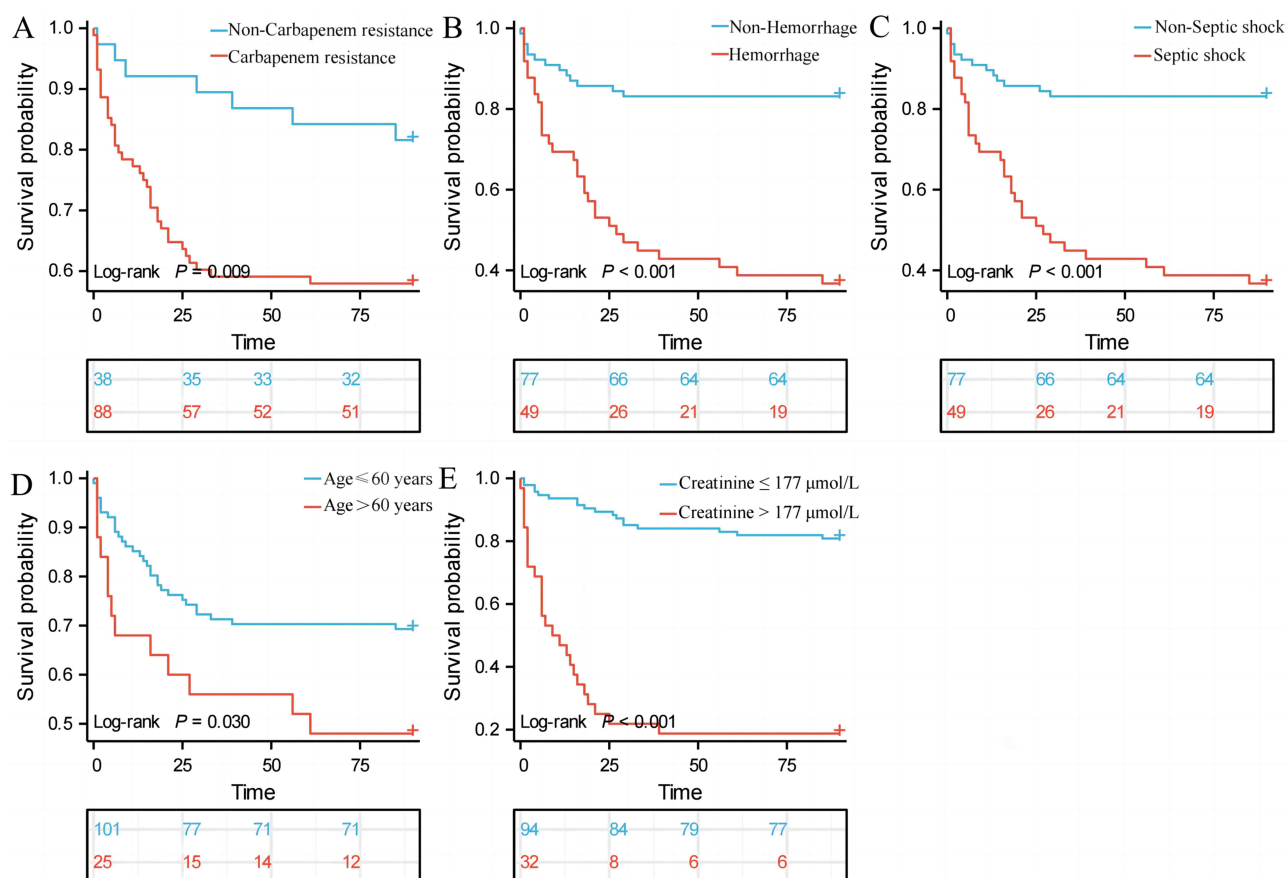 A
Non-Carbapenem resistance
Carbapenem resistance
Survival probability
1.0
0.9
0.8
0.7
0.6
Log-rank P = 0.009
0 25 50 75
Time
38 35 33 32
88 57 52 51
B
Non-Hemorrhage
Hemorrhage
Survival probability
1.0
0.8
0.6
0.4
Log-rank P < 0.001
0 25 50 75
Time
77 66 64 64
49 26 21 19
C
Non-Septic shock
Septic shock
Survival probability
1.0
0.8
0.6
0.4
Log-rank P < 0.001
0 25 50 75
Time
77 66 64 64
49 26 21 19
D
Age⩽60 years
Age>60 years
Survival probability
1.0
0.9
0.8
0.7
0.6
0.5
Log-rank P = 0.030
0 25 50 75
Time
101 77 71 71
25 15 14 12
E
Creatinine ≤ 177 μmol/L
Creatinine > 177 μmol/L
Survival probability
1.0
0.8
0.6
0.4
0.2
Log-rank P < 0.001
0 25 50 75
Time
94 84 79 77
32 8 6 6